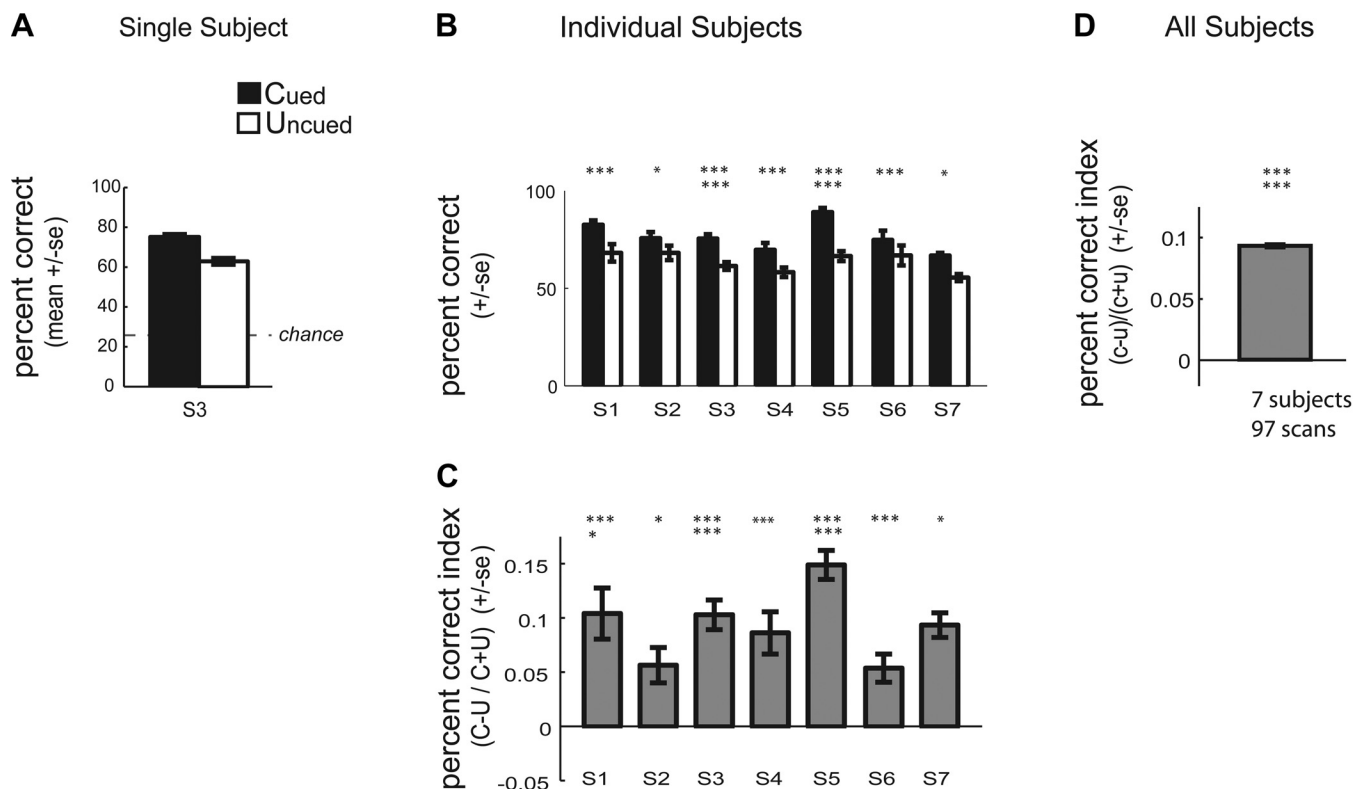 A
Single Subject
Cued
Uncued
percent correct
(mean +/-se)
100
80
60
40
20
0
chance
S3
B
Individual Subjects
percent correct
(+/-se)
*** * *** *** *** *** *
*** ***
100
50
0
S1 S2 S3 S4 S5 S6 S7
C
percent correct index
(C-U / C+U) (+/-se)
*** * *** *** *** *** *
* *** ***
0.15
0.1
0.05
0
-0.05
S1 S2 S3 S4 S5 S6 S7
D
All Subjects
percent correct index
(c-u)/(c+u) (+/-se)
***
***
0.1
0.05
0
7 subjects
97 scans